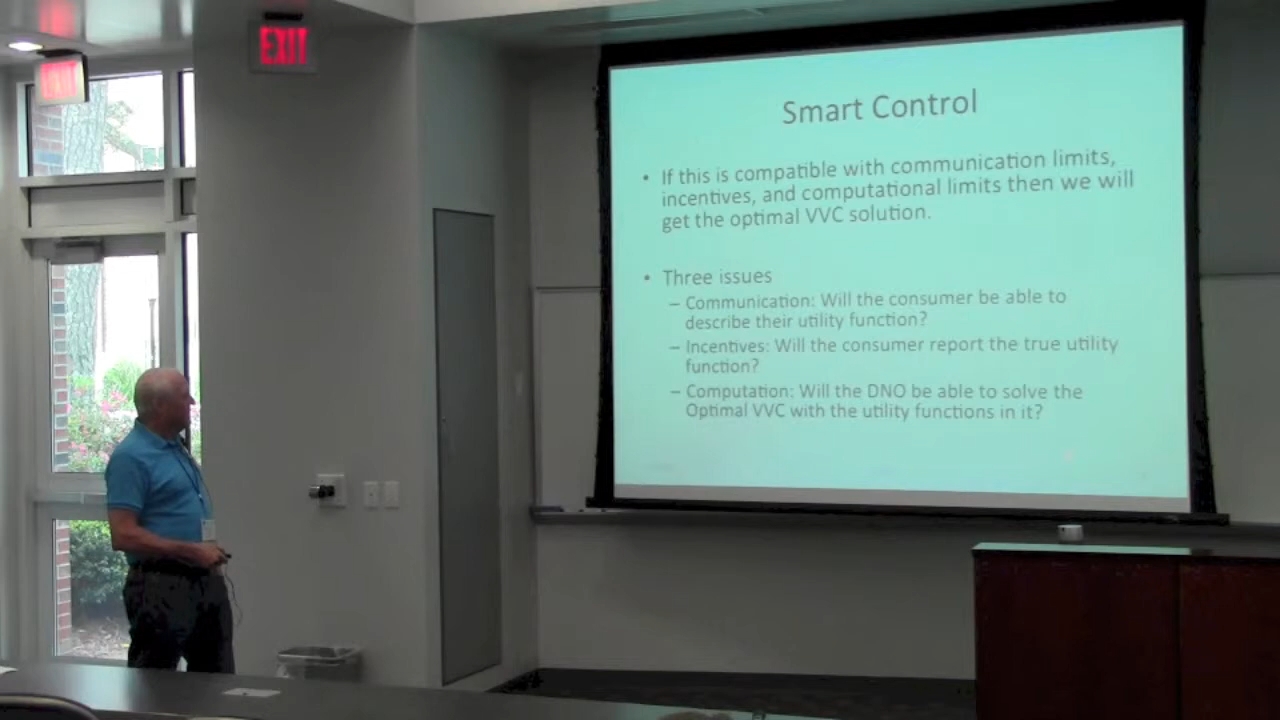 EXIT
EXIT
Smart Control
• If this is compatible with communication limits,
incentives, and computational limits then we will
get the optimal VVC solution.
• Three issues
– Communication: Will the consumer be able to
describe their utility function?
– Incentives: Will the consumer report the true utility
function?
– Computation: Will the DNO be able to solve the
Optimal VVC with the utility functions in it?